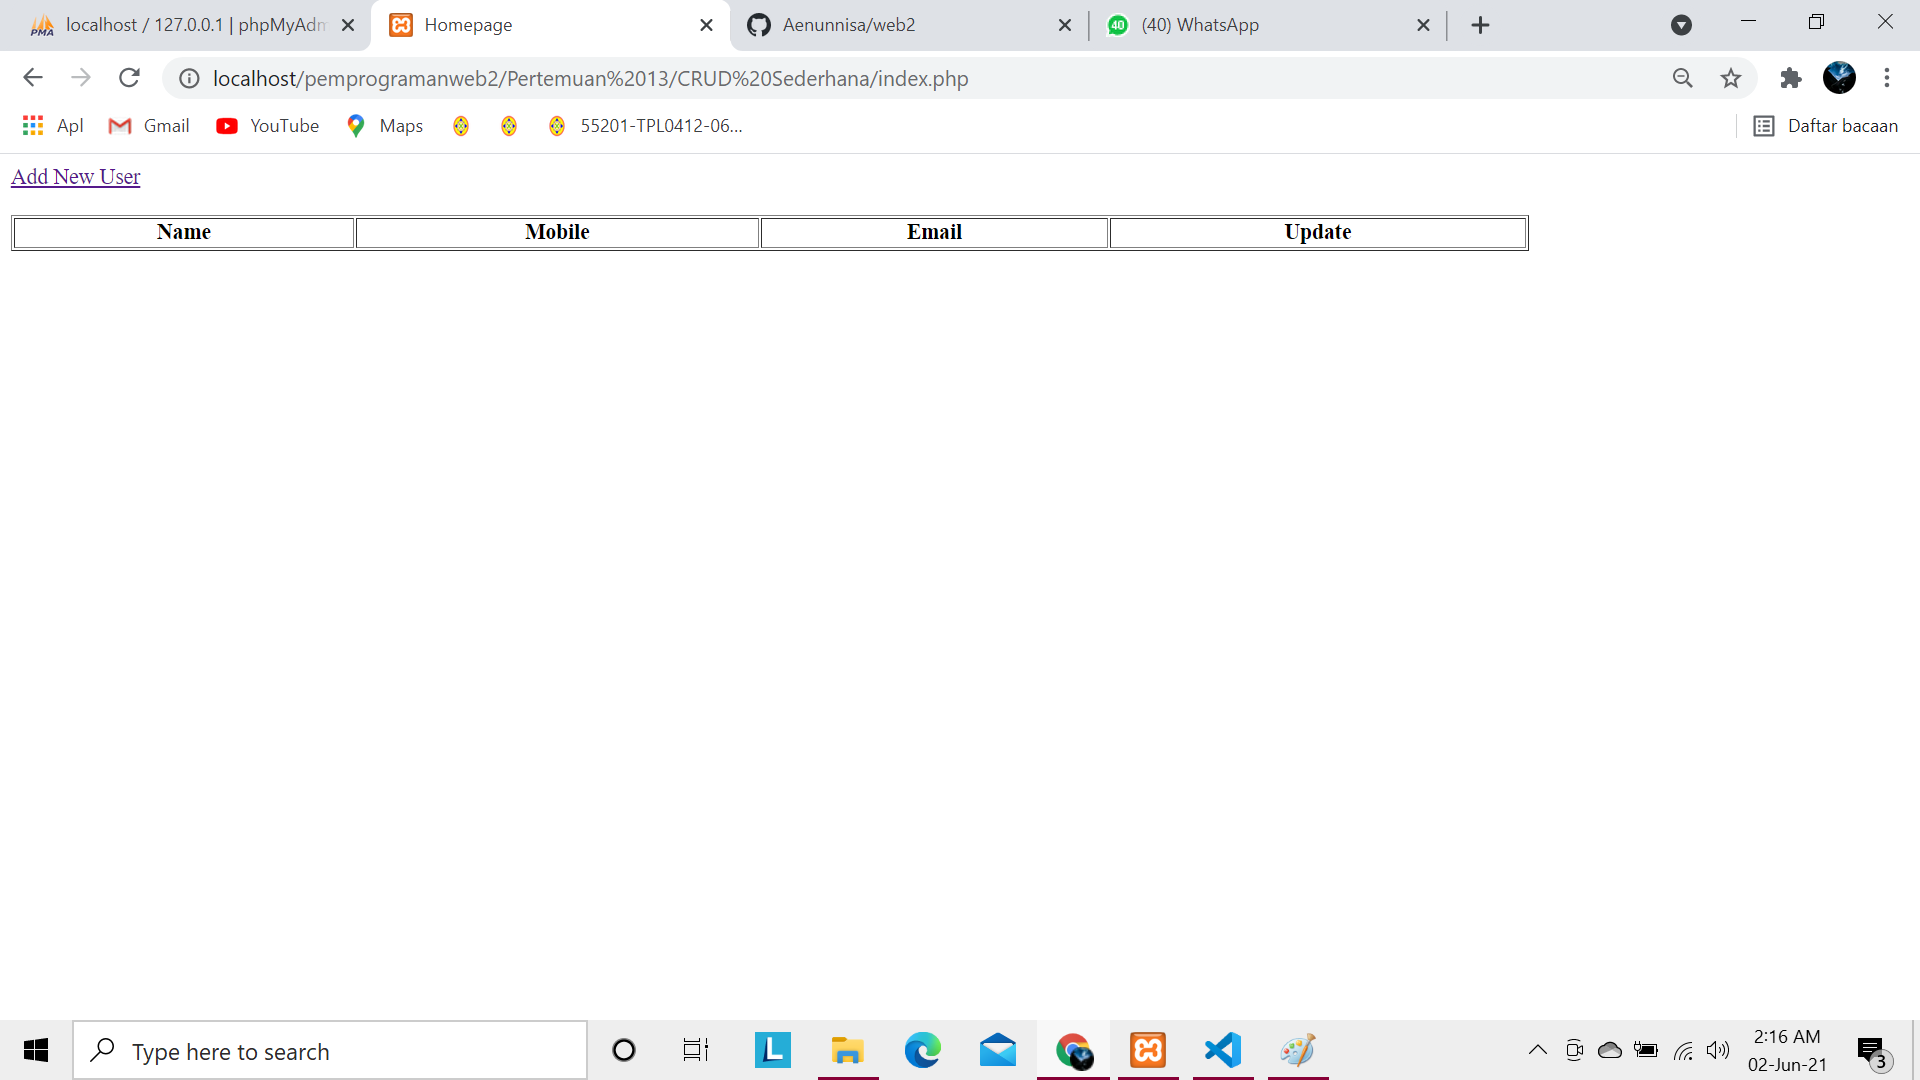 PMA localhost / 127.0.0.1 | phpMyAdm
Homepage
Aenunnisa/web2
40 (40) WhatsApp
localhost/pemprogramanweb2/Pertemuan%2013/CRUD%20Sederhana/index.php
Apl Gmail YouTube Maps 55201-TPL0412-06... Daftar bacaan
Add New User
Name Mobile Email Update
Type here to search
L
2:16 AM
02-Jun-21
3